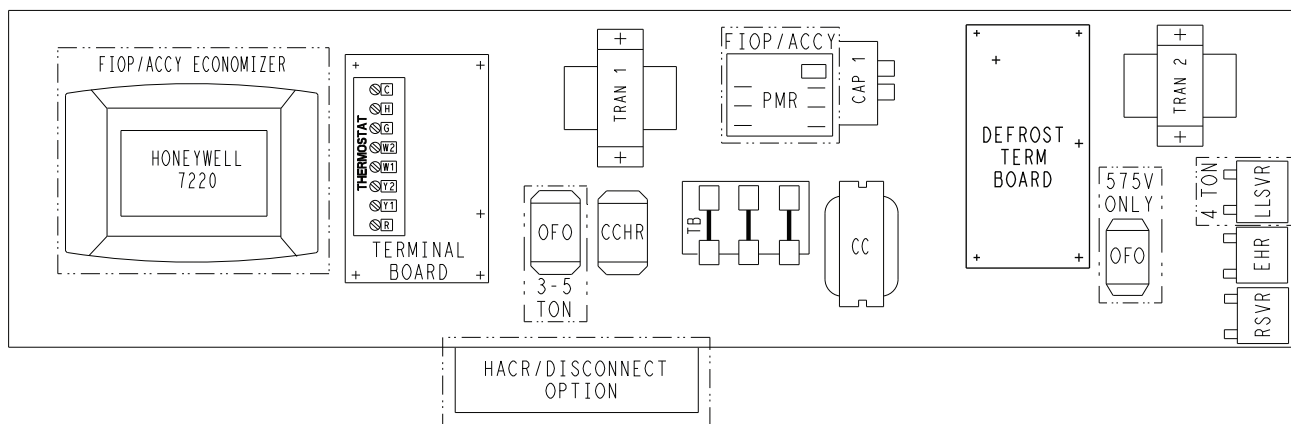 FIOP/ACCY ECONOMIZER
HONEYWELL
7220
THERMOSTAT
C
H
G
W2
W1
Y2
Y1
R
TERMINAL
BOARD
OFO
3-5
TON
CCHR
TRAN 1
FIOP/ACCY
PMR
CAP 1
TB
CC
DEFROST
TERM
BOARD
TRAN 2
575V
ONLY
OFO
4 TON
LLSVR
EHR
RSVR
HACR/DISCONNECT
OPTION